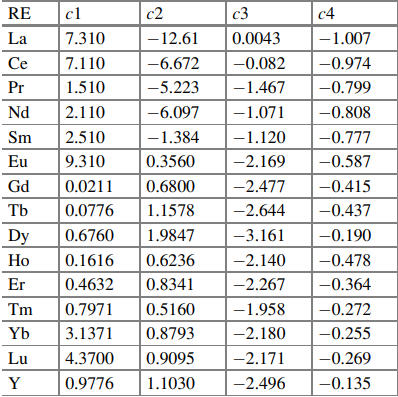 RE c1 c2 c3 c4
La 7.310 −12.61 0.0043 −1.007
Ce 7.110 −6.672 −0.082 −0.974
Pr 1.510 −5.223 −1.467 −0.799
Nd 2.110 −6.097 −1.071 −0.808
Sm 2.510 −1.384 −1.120 −0.777
Eu 9.310 0.3560 −2.169 −0.587
Gd 0.0211 0.6800 −2.477 −0.415
Tb 0.0776 1.1578 −2.644 −0.437
Dy 0.6760 1.9847 −3.161 −0.190
Ho 0.1616 0.6236 −2.140 −0.478
Er 0.4632 0.8341 −2.267 −0.364
Tm 0.7971 0.5160 −1.958 −0.272
Yb 3.1371 0.8793 −2.180 −0.255
Lu 4.3700 0.9095 −2.171 −0.269
Y 0.9776 1.1030 −2.496 −0.135